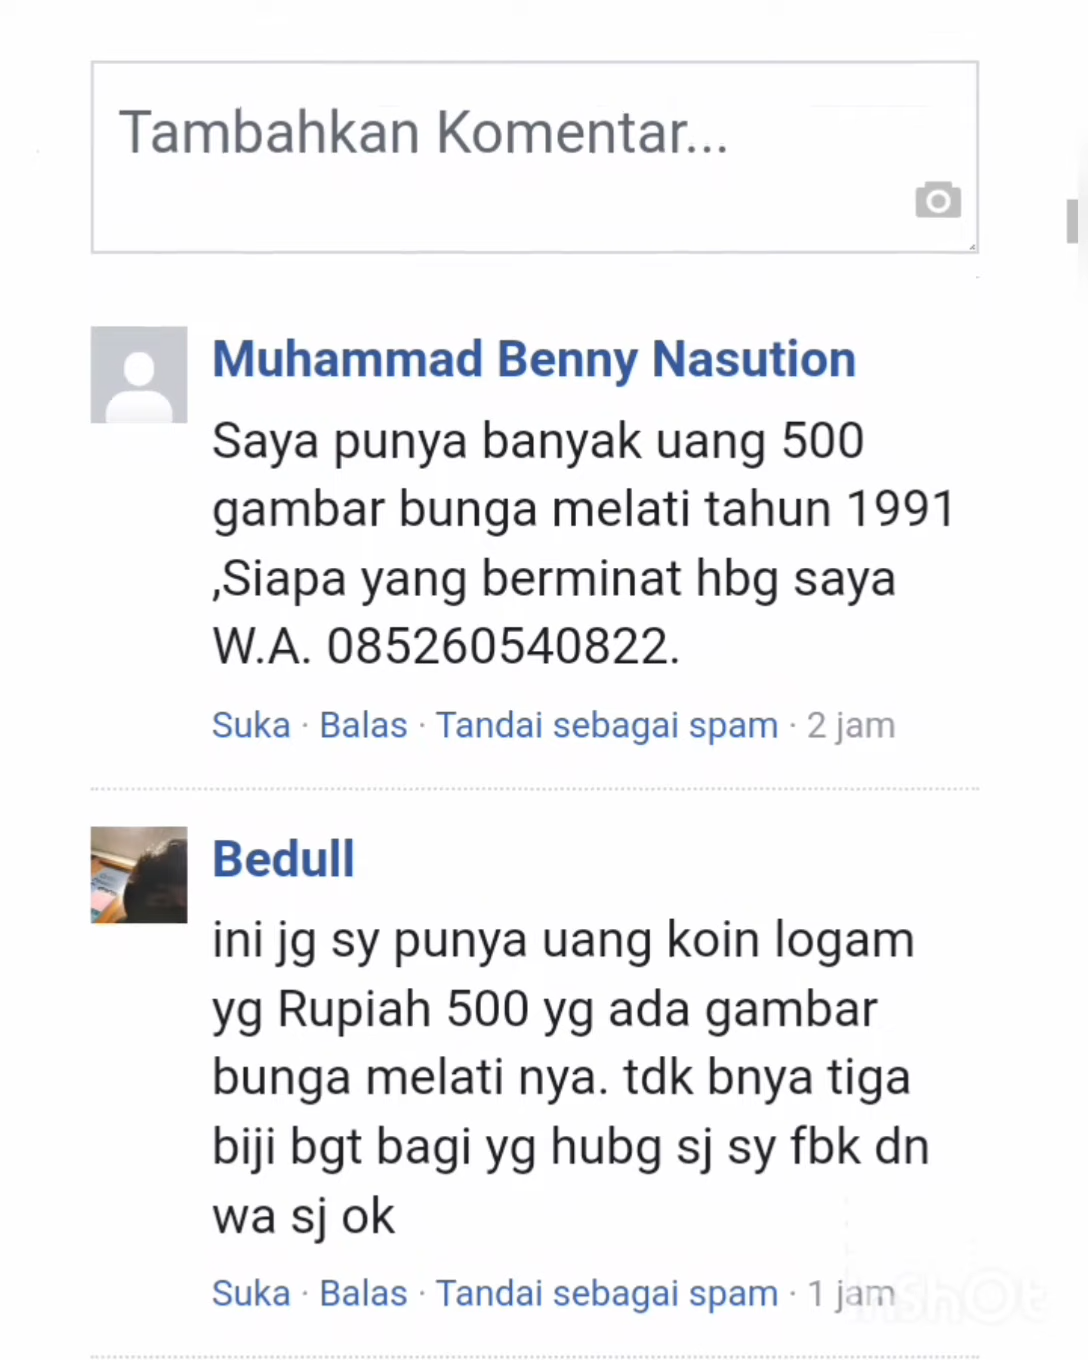 Tambahkan Komentar...
Muhammad Benny Nasution
Saya punya banyak uang 500
gambar bunga melati tahun 1991
,Siapa yang berminat hbg saya
W.A. 085260540822.
Suka · Balas · Tandai sebagai spam · 2 jam
Bedull
ini jg sy punya uang koin logam
yg Rupiah 500 yg ada gambar
bunga melati nya. tdk bnya tiga
biji bgt bagi yg hubg sj sy fbk dn
wa sj ok
Suka · Balas · Tandai sebagai spam · 1 jam
InShOt